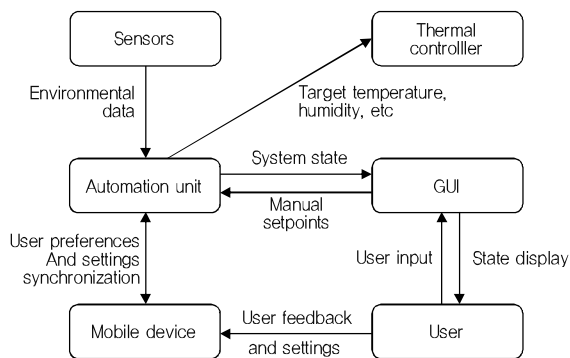 Sensors
Thermal
controlller
Environmental
data
Target temperature,
humidity, etc
System state
Automation unit
GUI
Manual
setpoints
User preferences
And settings
synchronization
User input
State display
Mobile device
User feedback
and settings
User